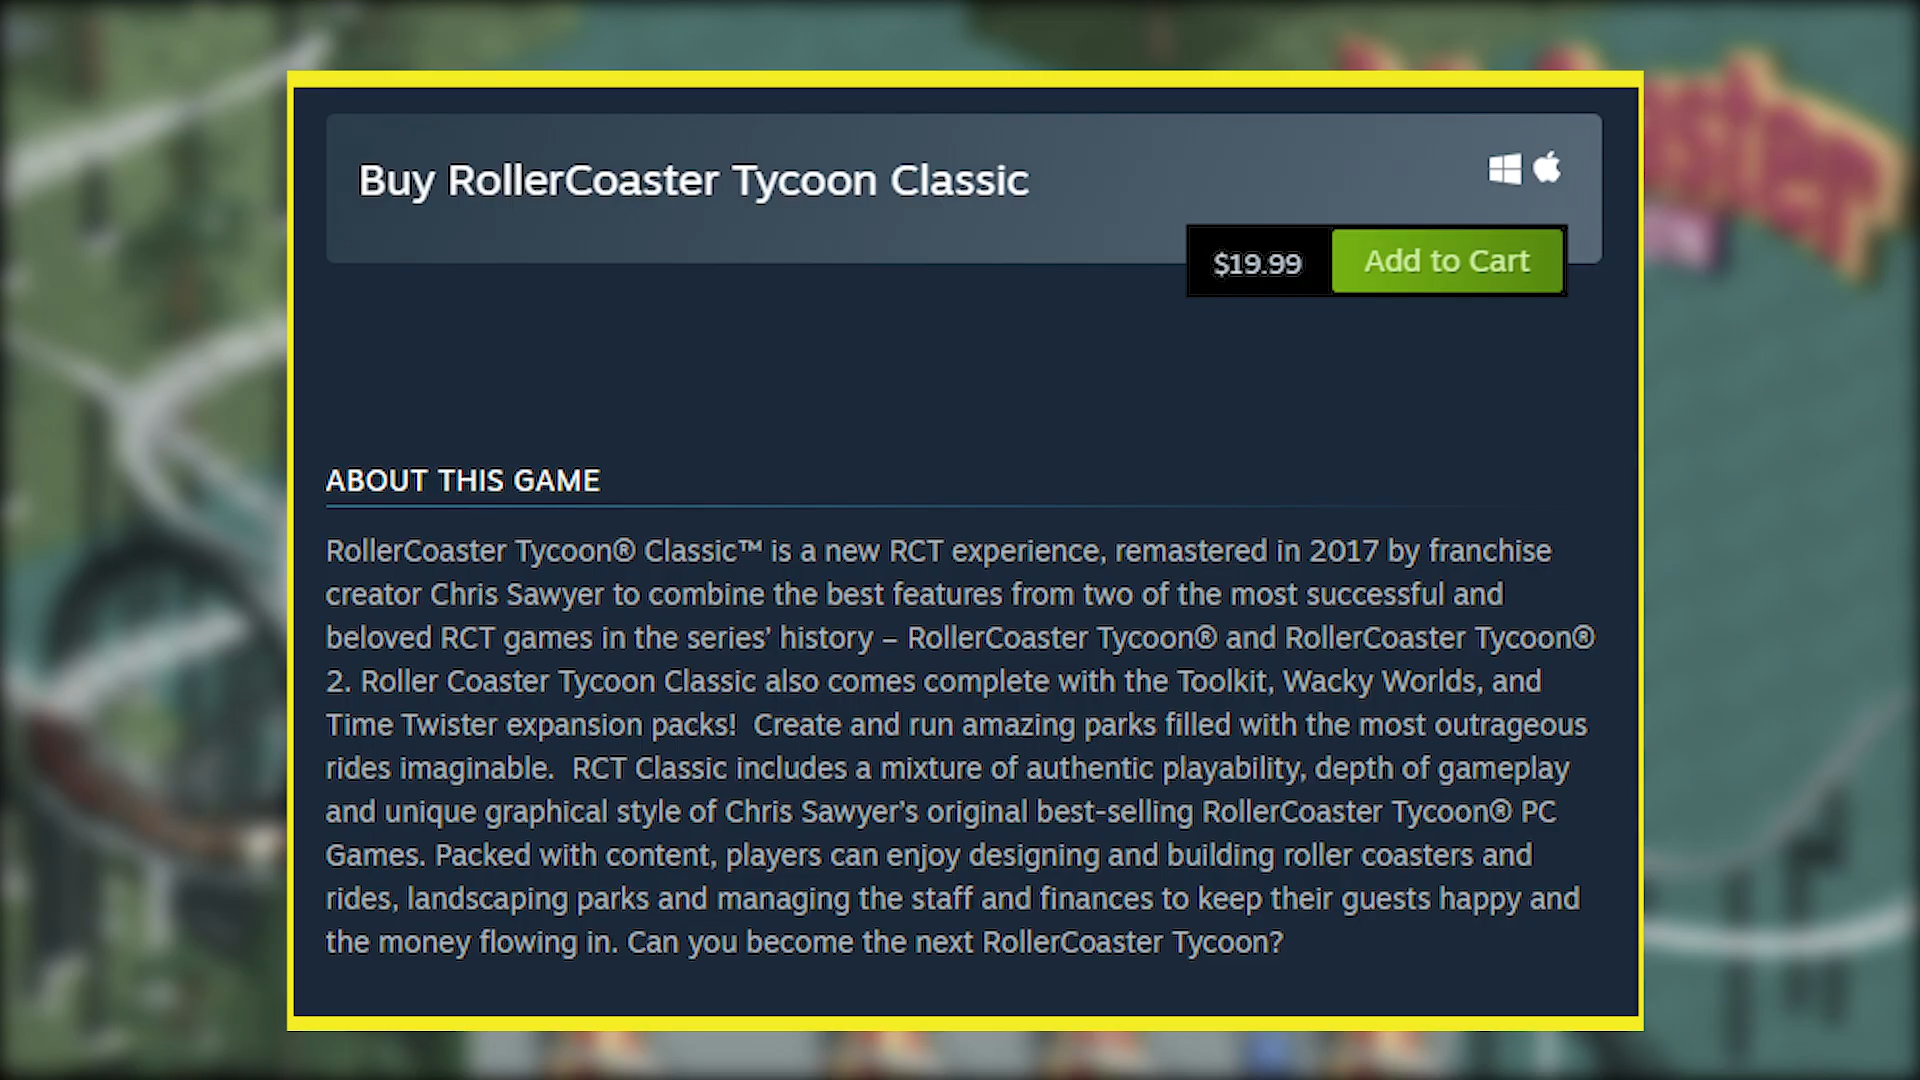 Buy RollerCoaster Tycoon Classic
$19.99
Add to Cart
ABOUT THIS GAME
RollerCoaster Tycoon® Classic™ is a new RCT experience, remastered in 2017 by franchise
creator Chris Sawyer to combine the best features from two of the most successful and
beloved RCT games in the series’ history – RollerCoaster Tycoon® and RollerCoaster Tycoon®
2. Roller Coaster Tycoon Classic also comes complete with the Toolkit, Wacky Worlds, and
Time Twister expansion packs!  Create and run amazing parks filled with the most outrageous
rides imaginable.  RCT Classic includes a mixture of authentic playability, depth of gameplay
and unique graphical style of Chris Sawyer’s original best-selling RollerCoaster Tycoon® PC
Games. Packed with content, players can enjoy designing and building roller coasters and
rides, landscaping parks and managing the staff and finances to keep their guests happy and
the money flowing in. Can you become the next RollerCoaster Tycoon?